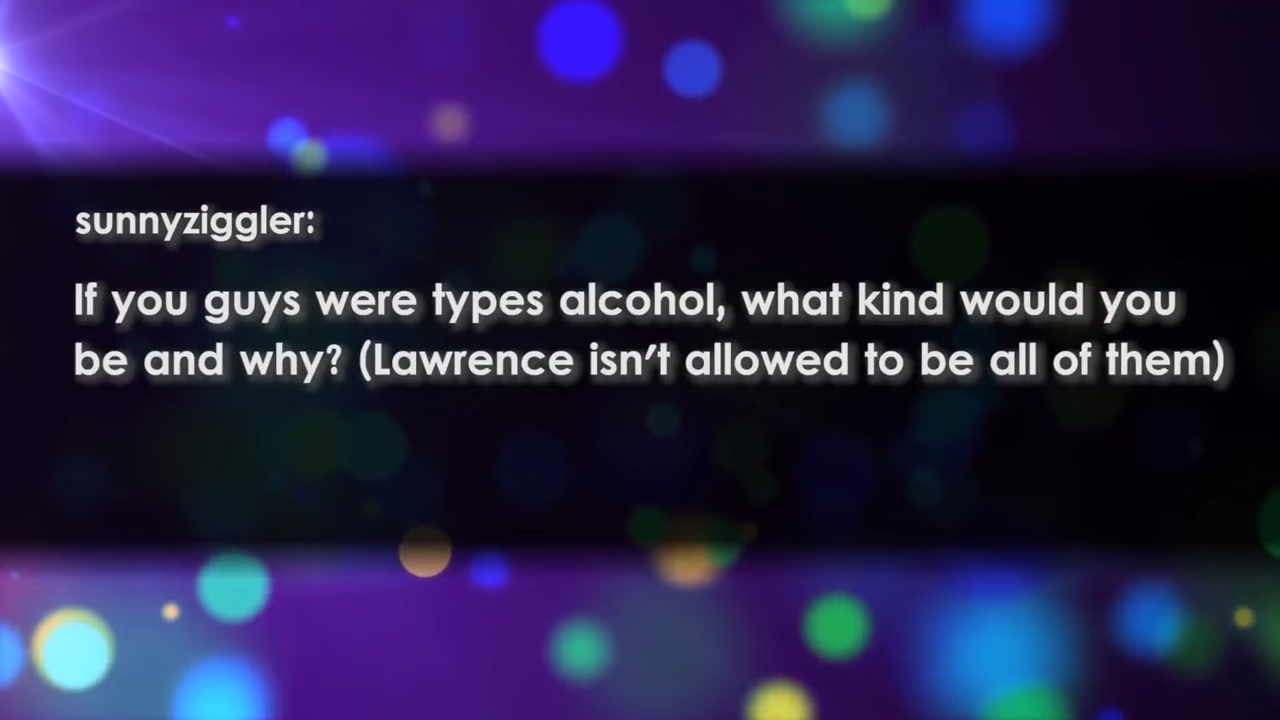 sunnyziggler:
If you guys were types alcohol, what kind would you
be and why? (Lawrence isn't allowed to be all of them)